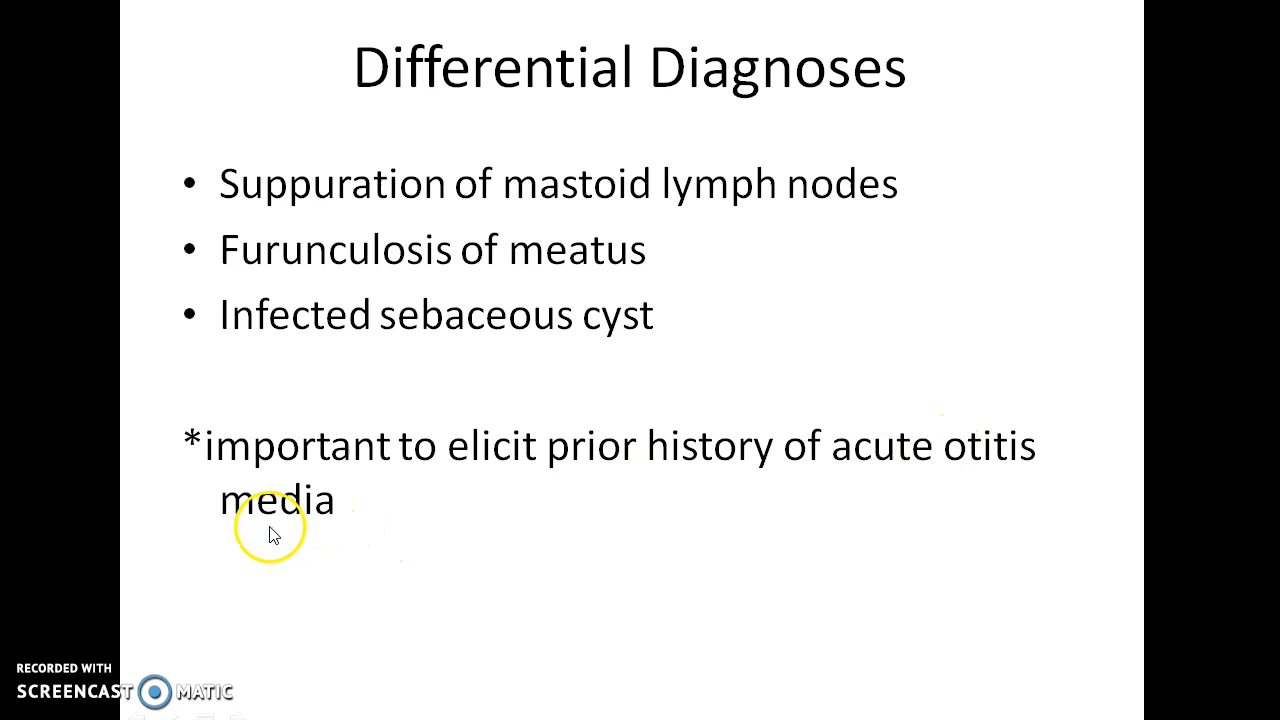 Differential Diagnoses
• Suppuration of mastoid lymph nodes
• Furunculosis of meatus
• Infected sebaceous cyst
*important to elicit prior history of acute otitis
media
RECORDED WITH
SCREENCAST MATIC